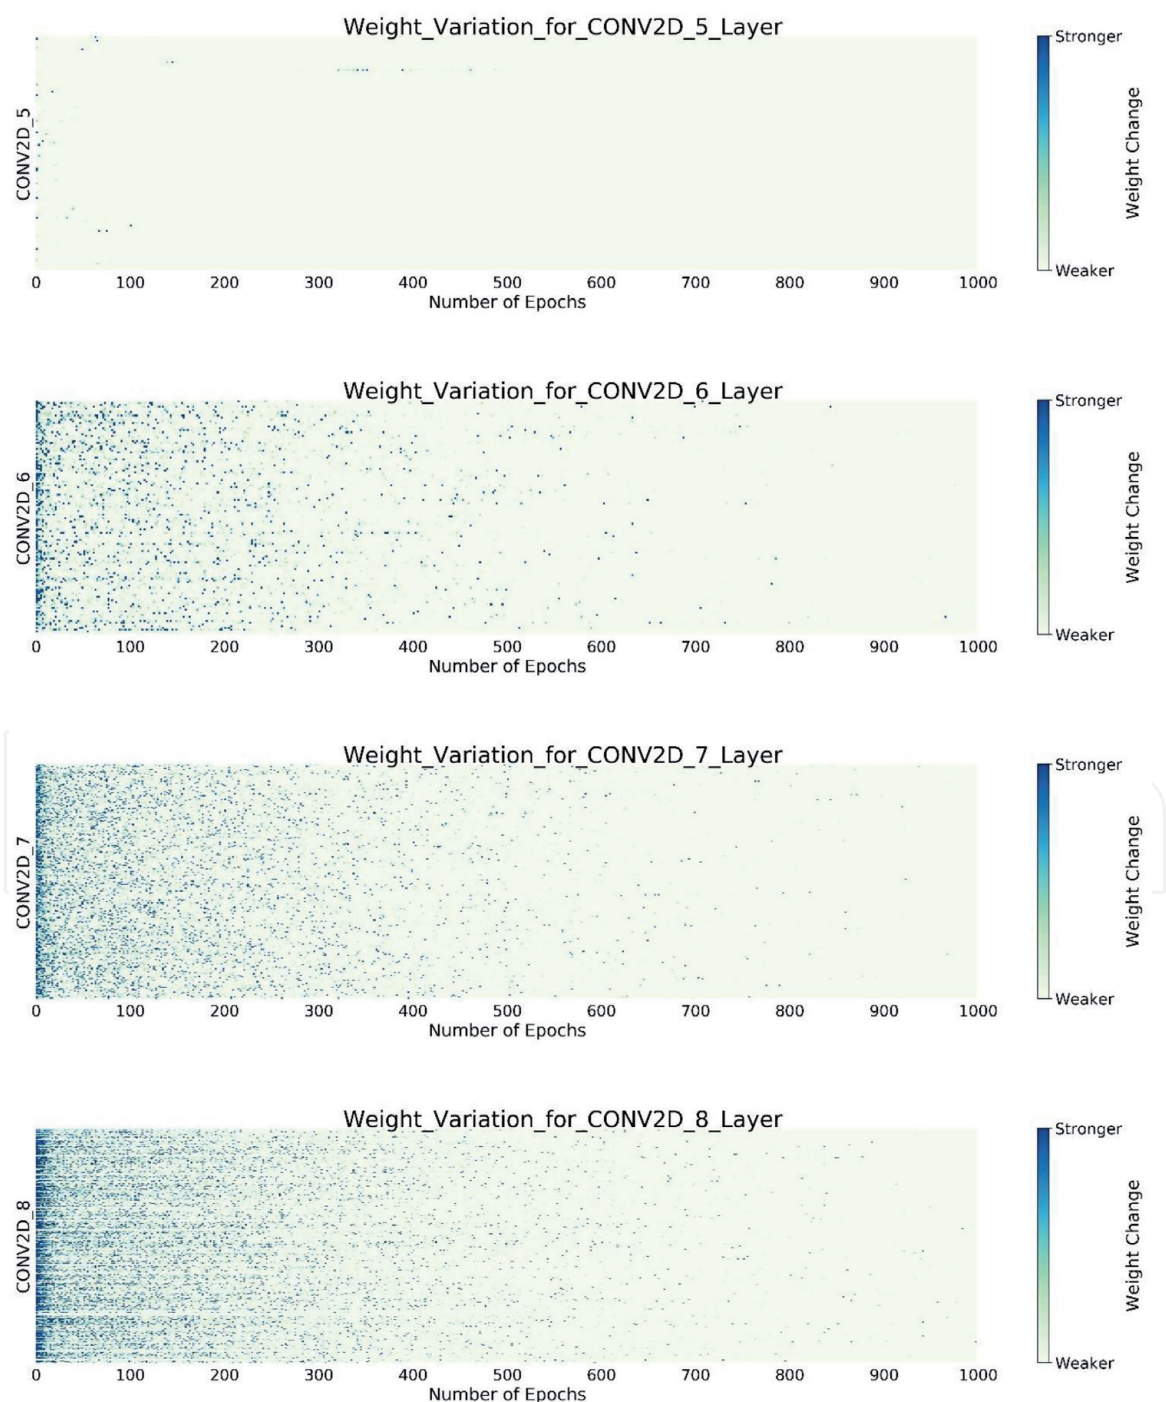 Weight_Variation_for_CONV2D_5_Layer
Stronger
CONV2D_5
Weight Change
Weaker
0 100 200 300 400 500 600 700 800 900 1000
Number of Epochs
Weight_Variation_for_CONV2D_6_Layer
Stronger
CONV2D_6
Weight Change
Weaker
0 100 200 300 400 500 600 700 800 900 1000
Number of Epochs
Weight_Variation_for_CONV2D_7_Layer
Stronger
CONV2D_7
Weight Change
Weaker
0 100 200 300 400 500 600 700 800 900 1000
Number of Epochs
Weight_Variation_for_CONV2D_8_Layer
Stronger
CONV2D_8
Weight Change
Weaker
0 100 200 300 400 500 600 700 800 900 1000
Number of Epochs